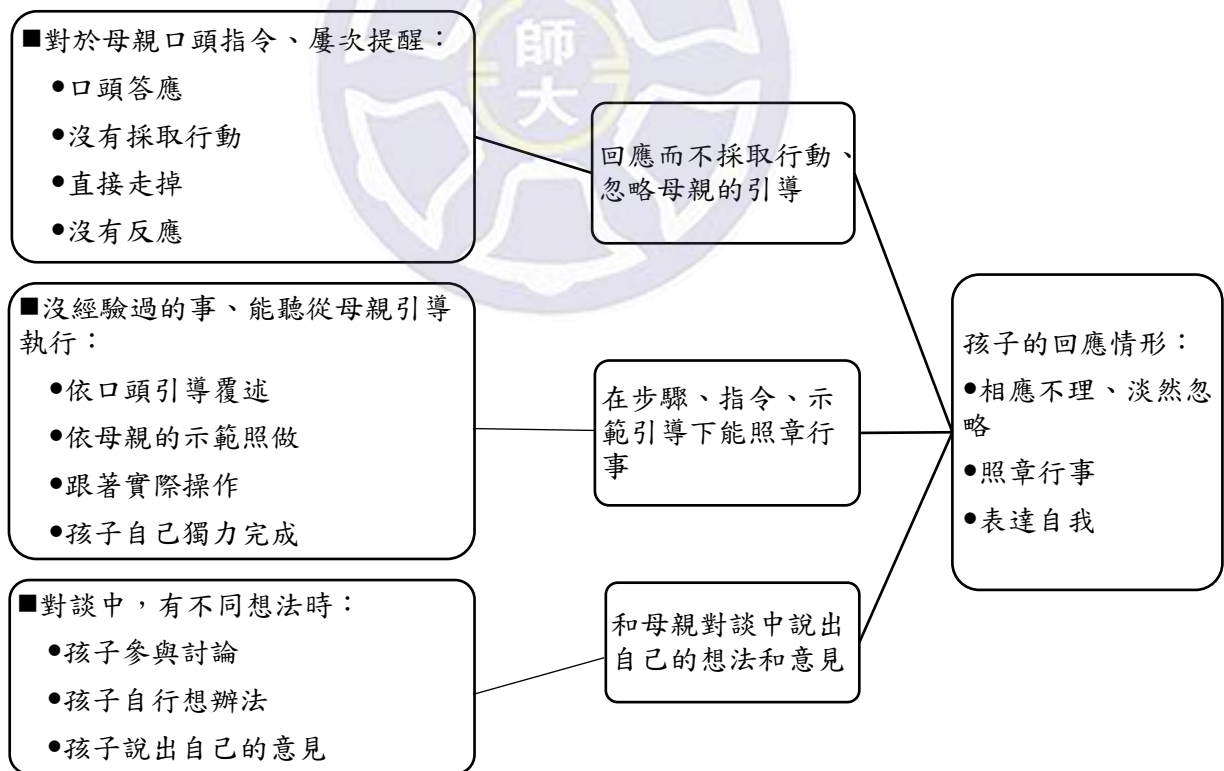 ■對於母親口頭指令、屢次提醒：
●口頭答應
●沒有採取行動
●直接走掉
●沒有反應
■沒經驗過的事、能聽從母親引導
執行：
●依口頭引導覆述
●依母親的示範照做
●跟著實際操作
●孩子自己獨力完成
■對談中，有不同想法時：
●孩子參與討論
●孩子自行想辦法
●孩子說出自己的意見
師
大
回應而不採取行動、
忽略母親的引導
在步驟、指令、示
範引導下能照章行
事
和母親對談中說出
自己的想法和意見
孩子的回應情形：
●相應不理、淡然忽
略
●照章行事
●表達自我